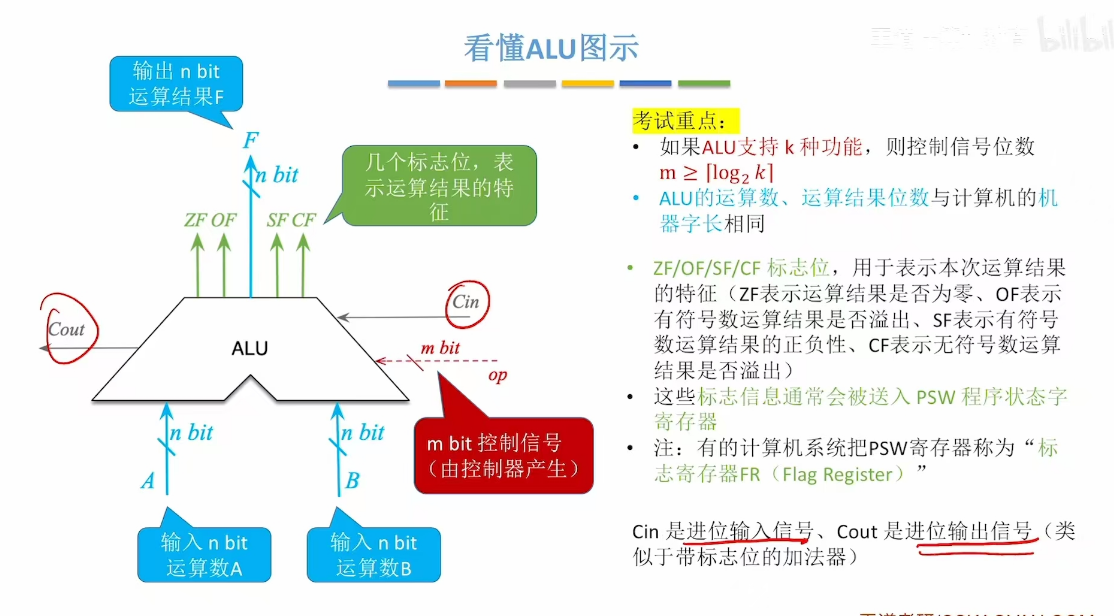 看懂ALU图示
bilibili
输出 n bit
运算结果F
F
n bit
几个标志位，表
示运算结果的特
征
ZF OF SF CF
Cin
Cout
ALU
m bit
op
n bit
n bit
A
B
m bit 控制信号
（由控制器产生）
输入 n bit
运算数A
输入 n bit
运算数B
考试重点：
• 如果ALU支持 k 种功能，则控制信号位数
m ≥ ⌈log₂ k⌉
• ALU的运算数、运算结果位数与计算机的机
器字长相同
• ZF/OF/SF/CF 标志位，用于表示本次运算结果
的特征（ZF表示运算结果是否为零、OF表示
有符号数运算结果是否溢出、SF表示有符号
数运算结果的正负性、CF表示无符号数运算
结果是否溢出）
• 这些标志信息通常会被送入 PSW 程序状态字
寄存器
• 注：有的计算机系统把PSW寄存器称为“标
志寄存器FR（Flag Register）”
Cin 是进位输入信号、Cout 是进位输出信号（类
似于带标志位的加法器）